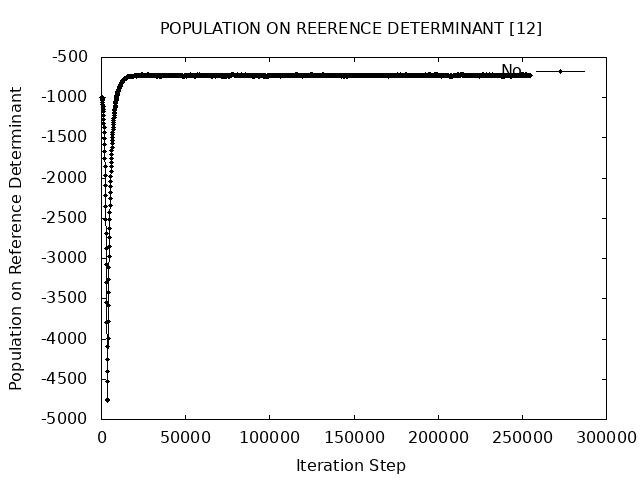 POPULATION ON REERENCE DETERMINANT [12]
-500
No
-1000
-1500
-2000
-2500
-3000
-3500
-4000
-4500
-5000
Population on Reference Determinant
0 50000 100000 150000 200000 250000 300000
Iteration Step